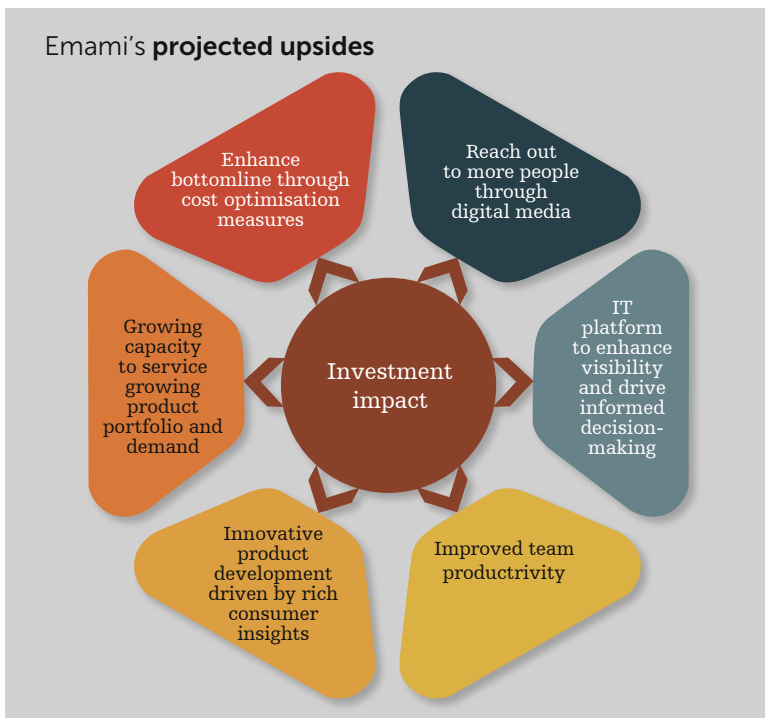 Emami’s projected upsides
Enhance
bottomline through
cost optimisation
measures
Reach out
to more people
through
digital media
Growing
capacity
to service
growing
product
portfolio and
demand
Investment
impact
IT
platform
to enhance
visibility
and drive
informed
decision-
making
Innovative
product
development
driven by rich
consumer
insights
Improved team
productrivity